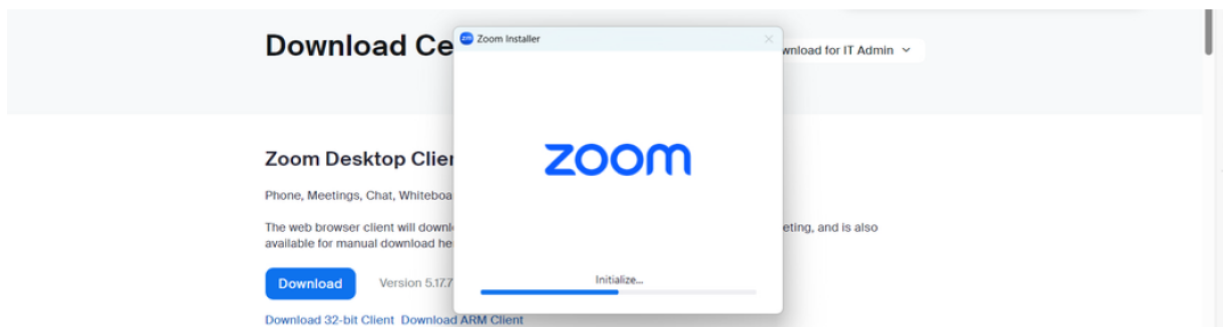 Download Ce
Zoom Installer
wnload for IT Admin
zoom
Zoom Desktop Clien
Phone, Meetings, Chat, Whiteboa
The web browser client will downl
eting, and is also
available for manual download he
Initialize...
Download
Version 5.17.7
Download 32-bit Client Download ARM Client